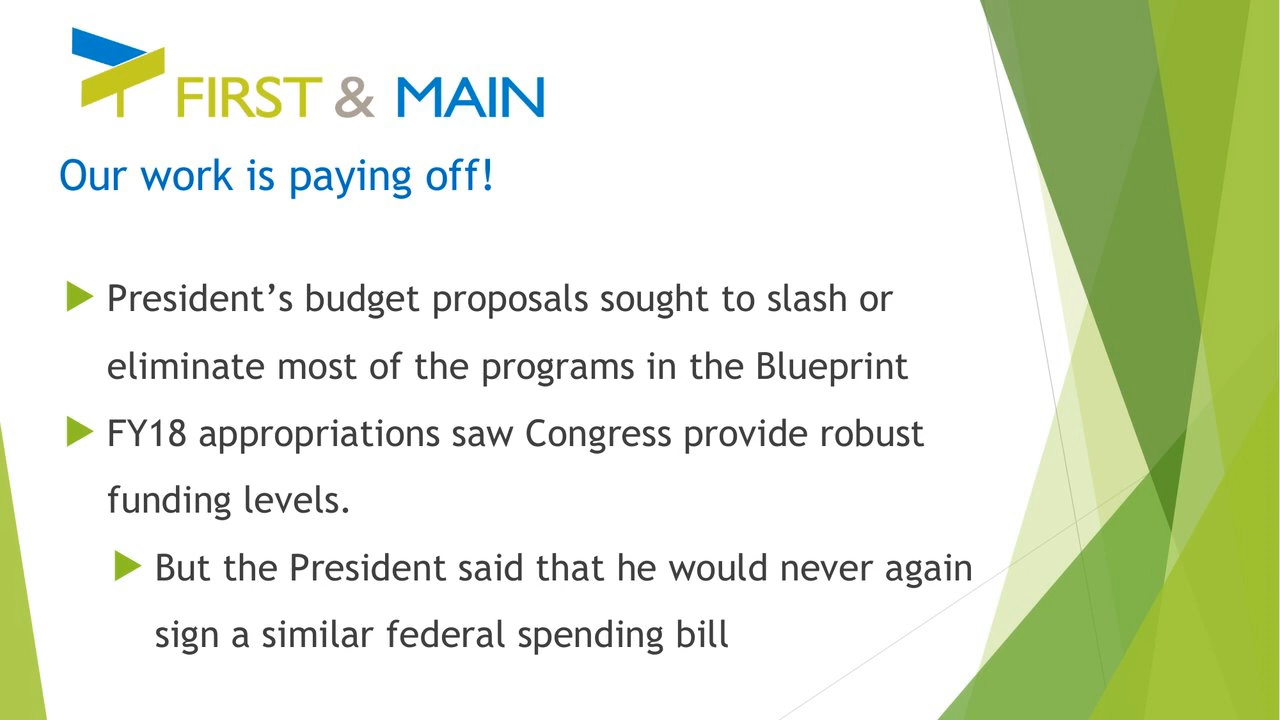 FIRST & MAIN
Our work is paying off!
President’s budget proposals sought to slash or
eliminate most of the programs in the Blueprint
FY18 appropriations saw Congress provide robust
funding levels.
But the President said that he would never again
sign a similar federal spending bill